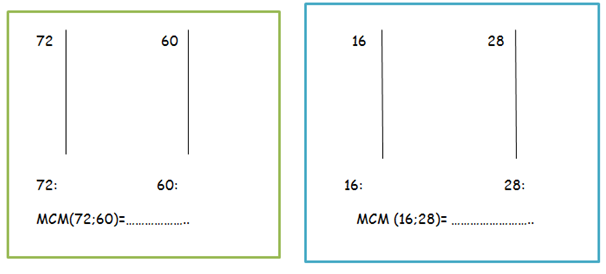 72 60
72: 60:
MCM(72;60)=………………..
16 28
16: 28:
MCM (16;28)= ……………………..